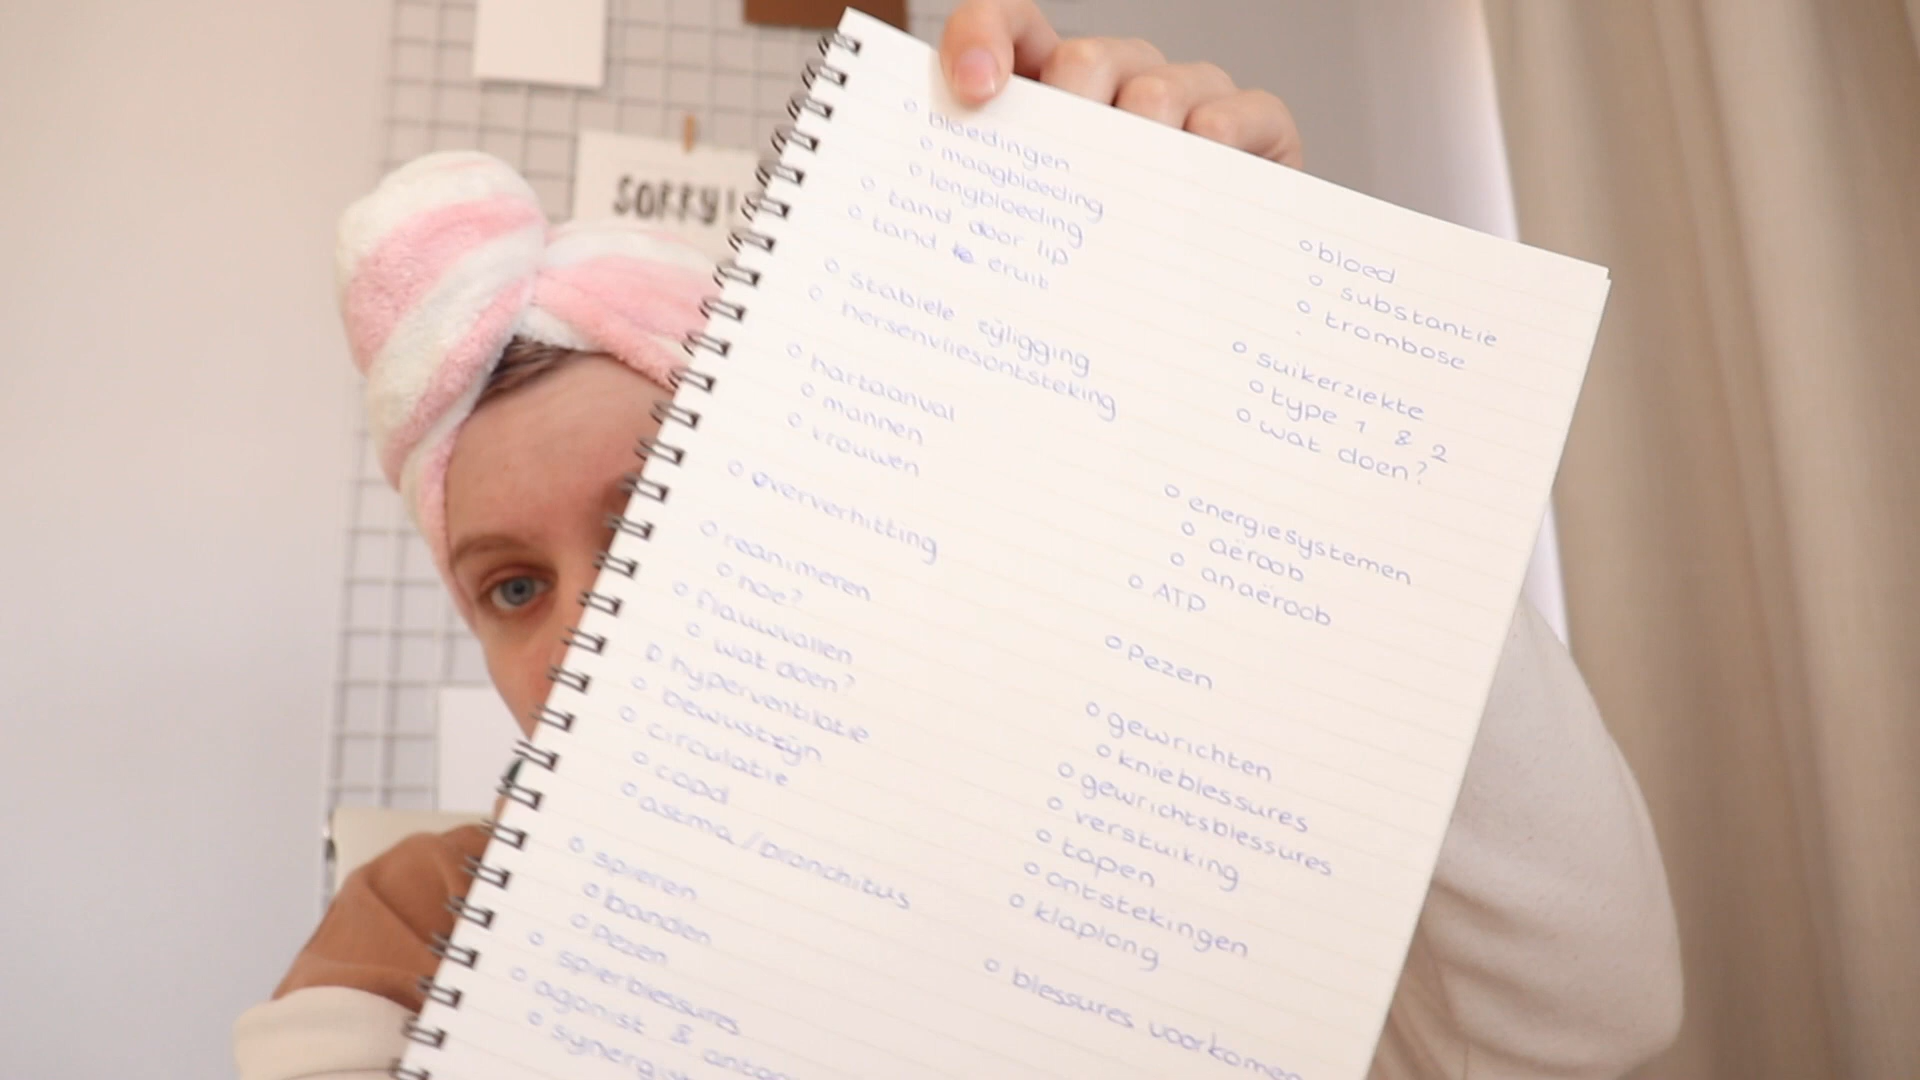 SORRY!
o bloedingen
o maagbloeding
o longbloeding
o tand door lip
o tand eruit
o stabiele zijligging
o hersenvliesontsteking
o hartaanval
o mannen
o vrouwen
o oververhitting
o reanimeren
o hoe?
o flauwvallen
o wat doen?
o hyperventilatie
o bewustzijn
o circulatie
o copd
o astma / bronchitus
o spieren
o banden
o pezen
o spierblessures
o agonist &
o bloed
o substantie
o trombose
o suikerziekte
o type 1 & 2
o wat doen?
o energiesystemen
o aëroob
o anaëroob
o ATP
o Pezen
o gewrichten
o knieblessures
o gewrichtsblessures
o verstuiking
o tapen
o ontstekingen
o klaplong
o blessures voorkomen